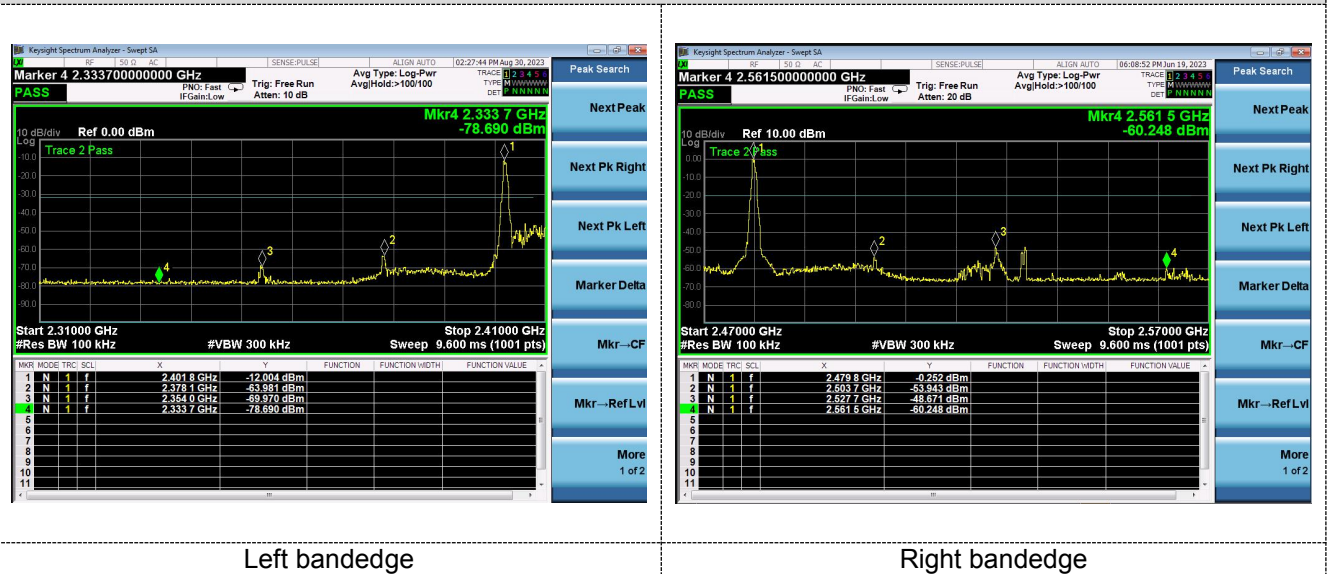 Keysight Spectrum Analyzer - Swept SA
LXI RF 50 Ω AC SENSE:PULSE ALIGN AUTO 02:27:44 PM Aug 30, 2023
Marker 4 2.333700000000 GHz
PASS
PNO: Fast
IFGain:Low
Trig: Free Run
Atten: 10 dB
Avg Type: Log-Pwr
Avg|Hold:>100/100
TRACE 1 2 3 4 5 6
TYPE M WWWWW
DET P N N N N N
Mkr4 2.333 7 GHz
-78.690 dBm
10 dB/div Ref 0.00 dBm
Log
Trace 2 Pass
-10.0
-20.0
-30.0
-40.0
-50.0
-60.0
-70.0
-80.0
-90.0
1
2
3
4
Start 2.31000 GHz Stop 2.41000 GHz
#Res BW 100 kHz #VBW 300 kHz Sweep 9.600 ms (1001 pts)
MKR MODE TRC SCL X Y FUNCTION FUNCTION WIDTH FUNCTION VALUE
1 N 1 f 2.401 8 GHz -12.004 dBm
2 N 1 f 2.378 1 GHz -63.981 dBm
3 N 1 f 2.354 0 GHz -69.970 dBm
4 N 1 f 2.333 7 GHz -78.690 dBm
5
6
7
8
9
10
11
Peak Search
Next Peak
Next Pk Right
Next Pk Left
Marker Delta
Mkr→CF
Mkr→Ref Lvl
More
1 of 2
Left bandedge
Keysight Spectrum Analyzer - Swept SA
LXI RF 50 Ω AC SENSE:PULSE ALIGN AUTO 06:08:52 PM Jun 19, 2023
Marker 4 2.561500000000 GHz
PASS
PNO: Fast
IFGain:Low
Trig: Free Run
Atten: 20 dB
Avg Type: Log-Pwr
Avg|Hold:>100/100
TRACE 1 2 3 4 5 6
TYPE M WWWWW
DET P N N N N N
Mkr4 2.561 5 GHz
-60.248 dBm
10 dB/div Ref 10.00 dBm
Log
Trace 2 Pass
0.00
-10.0
-20.0
-30.0
-40.0
-50.0
-60.0
-70.0
-80.0
1
2
3
4
Start 2.47000 GHz Stop 2.57000 GHz
#Res BW 100 kHz #VBW 300 kHz Sweep 9.600 ms (1001 pts)
MKR MODE TRC SCL X Y FUNCTION FUNCTION WIDTH FUNCTION VALUE
1 N 1 f 2.479 8 GHz -0.252 dBm
2 N 1 f 2.503 7 GHz -53.943 dBm
3 N 1 f 2.527 7 GHz -48.671 dBm
4 N 1 f 2.561 5 GHz -60.248 dBm
5
6
7
8
9
10
11
Peak Search
Next Peak
Next Pk Right
Next Pk Left
Marker Delta
Mkr→CF
Mkr→Ref Lvl
More
1 of 2
Right bandedge